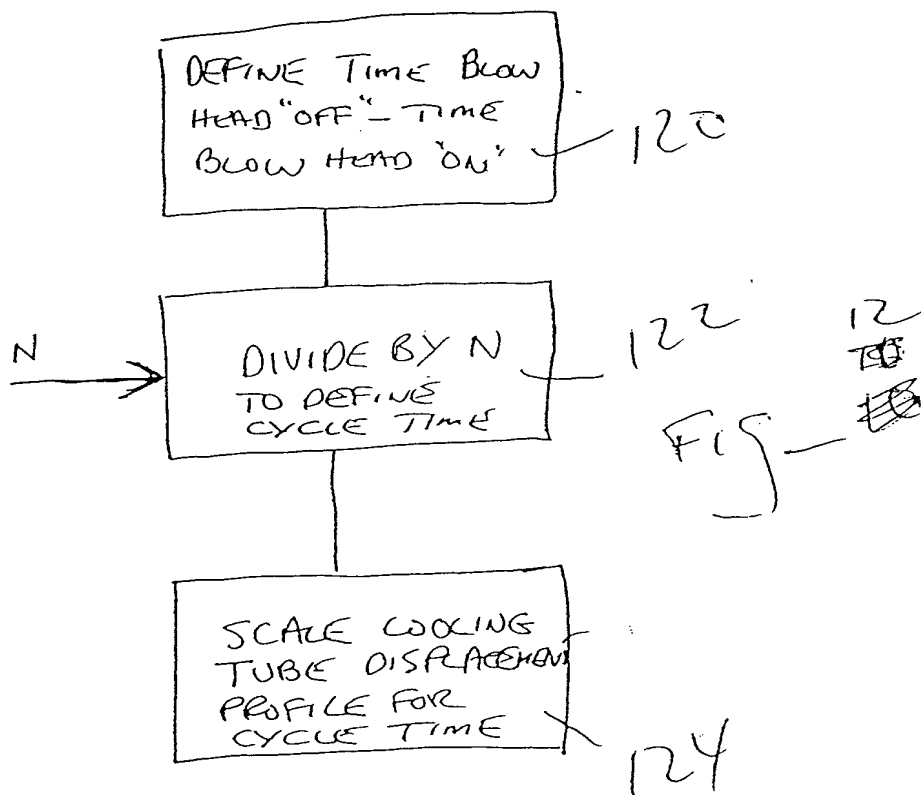 DEFINE TIME BLOW
HEAD "OFF" - TIME
BLOW HEAD "ON"
120
N
DIVIDE BY N
TO DEFINE
CYCLE TIME
122
Fig- 12
SCALE COOLING
TUBE DISPLACEMENT
PROFILE FOR
CYCLE TIME
124